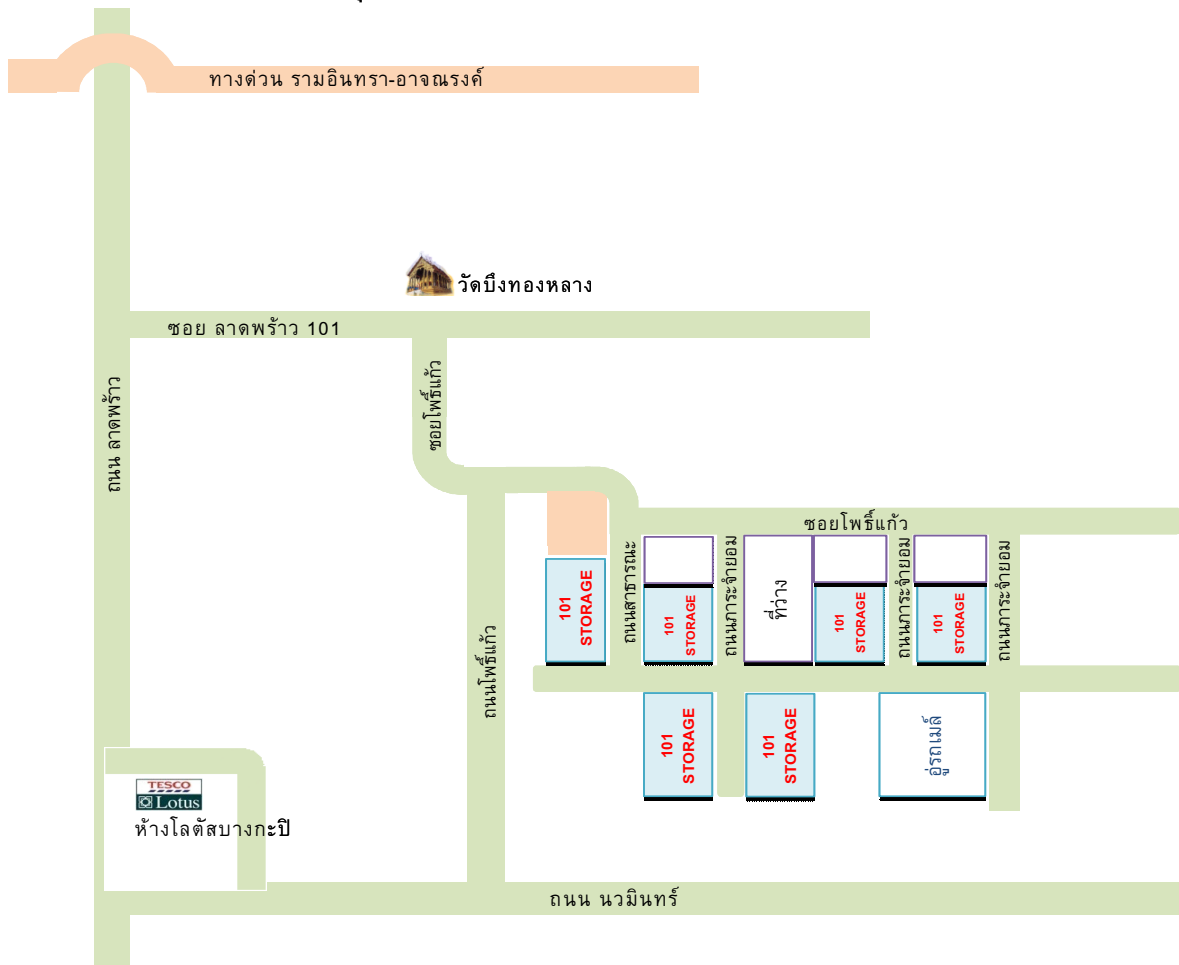 ทางด่วน รามอินทรา-อาจณรงค์
วัดบึงทองหลาง
ซอย ลาดพร้าว 101
ถนน ลาดพร้าว
ซอยโพธิ์แก้ว
ซอยโพธิ์แก้ว
101
STORAGE
ถนนสาธารณะ
101
STORAGE
ถนนภาระจำยอม
ที่ว่าง
101
STORAGE
ถนนภาระจำยอม
101
STORAGE
ถนนภาระจำยอม
ถนนโพธิ์แก้ว
101
STORAGE
101
STORAGE
อู่รถเมล์
TESCO
Lotus
ห้างโลตัสบางกะปิ
ถนน นวมินทร์